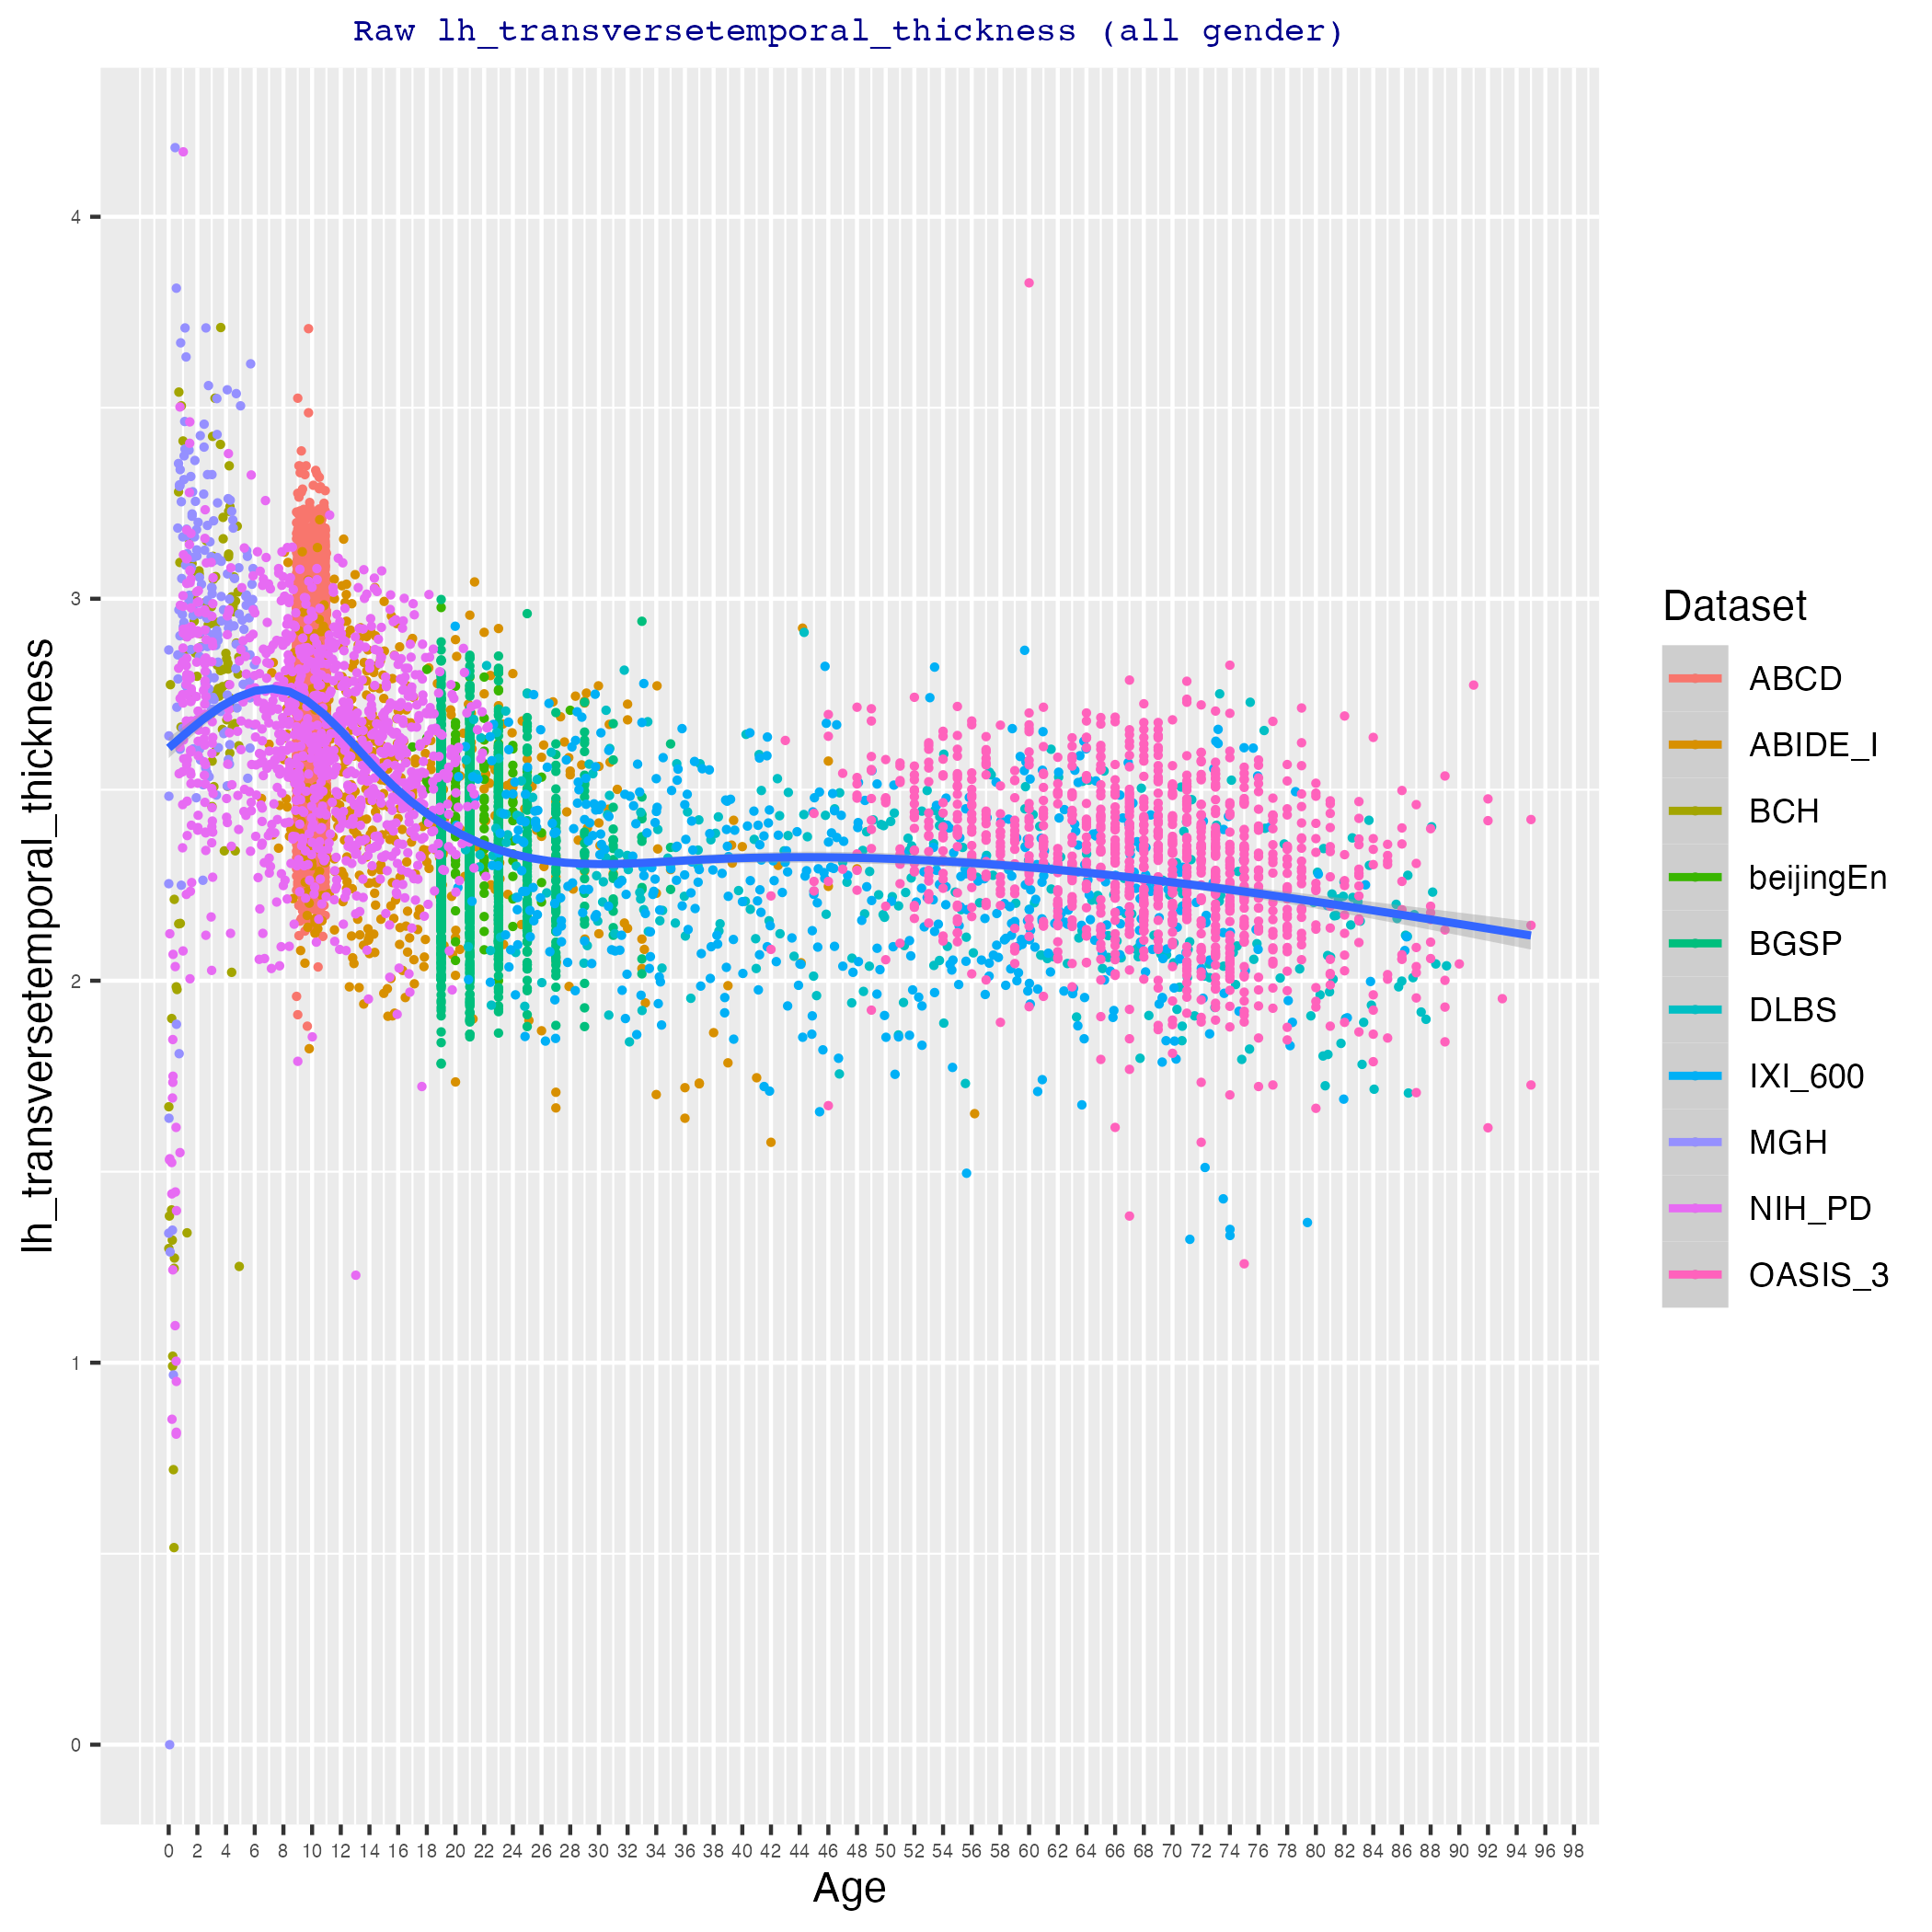 Raw lh_transversetemporal_thickness (all gender)
lh_transversetemporal_thickness
4
3
2
1
0
0 2 4 6 8 10 12 14 16 18 20 22 24 26 28 30 32 34 36 38 40 42 44 46 48 50 52 54 56 58 60 62 64 66 68 70 72 74 76 78 80 82 84 86 88 90 92 94 96 98
Age
Dataset
ABCD
ABIDE_I
BCH
beijingEn
BGSP
DLBS
IXI_600
MGH
NIH_PD
OASIS_3